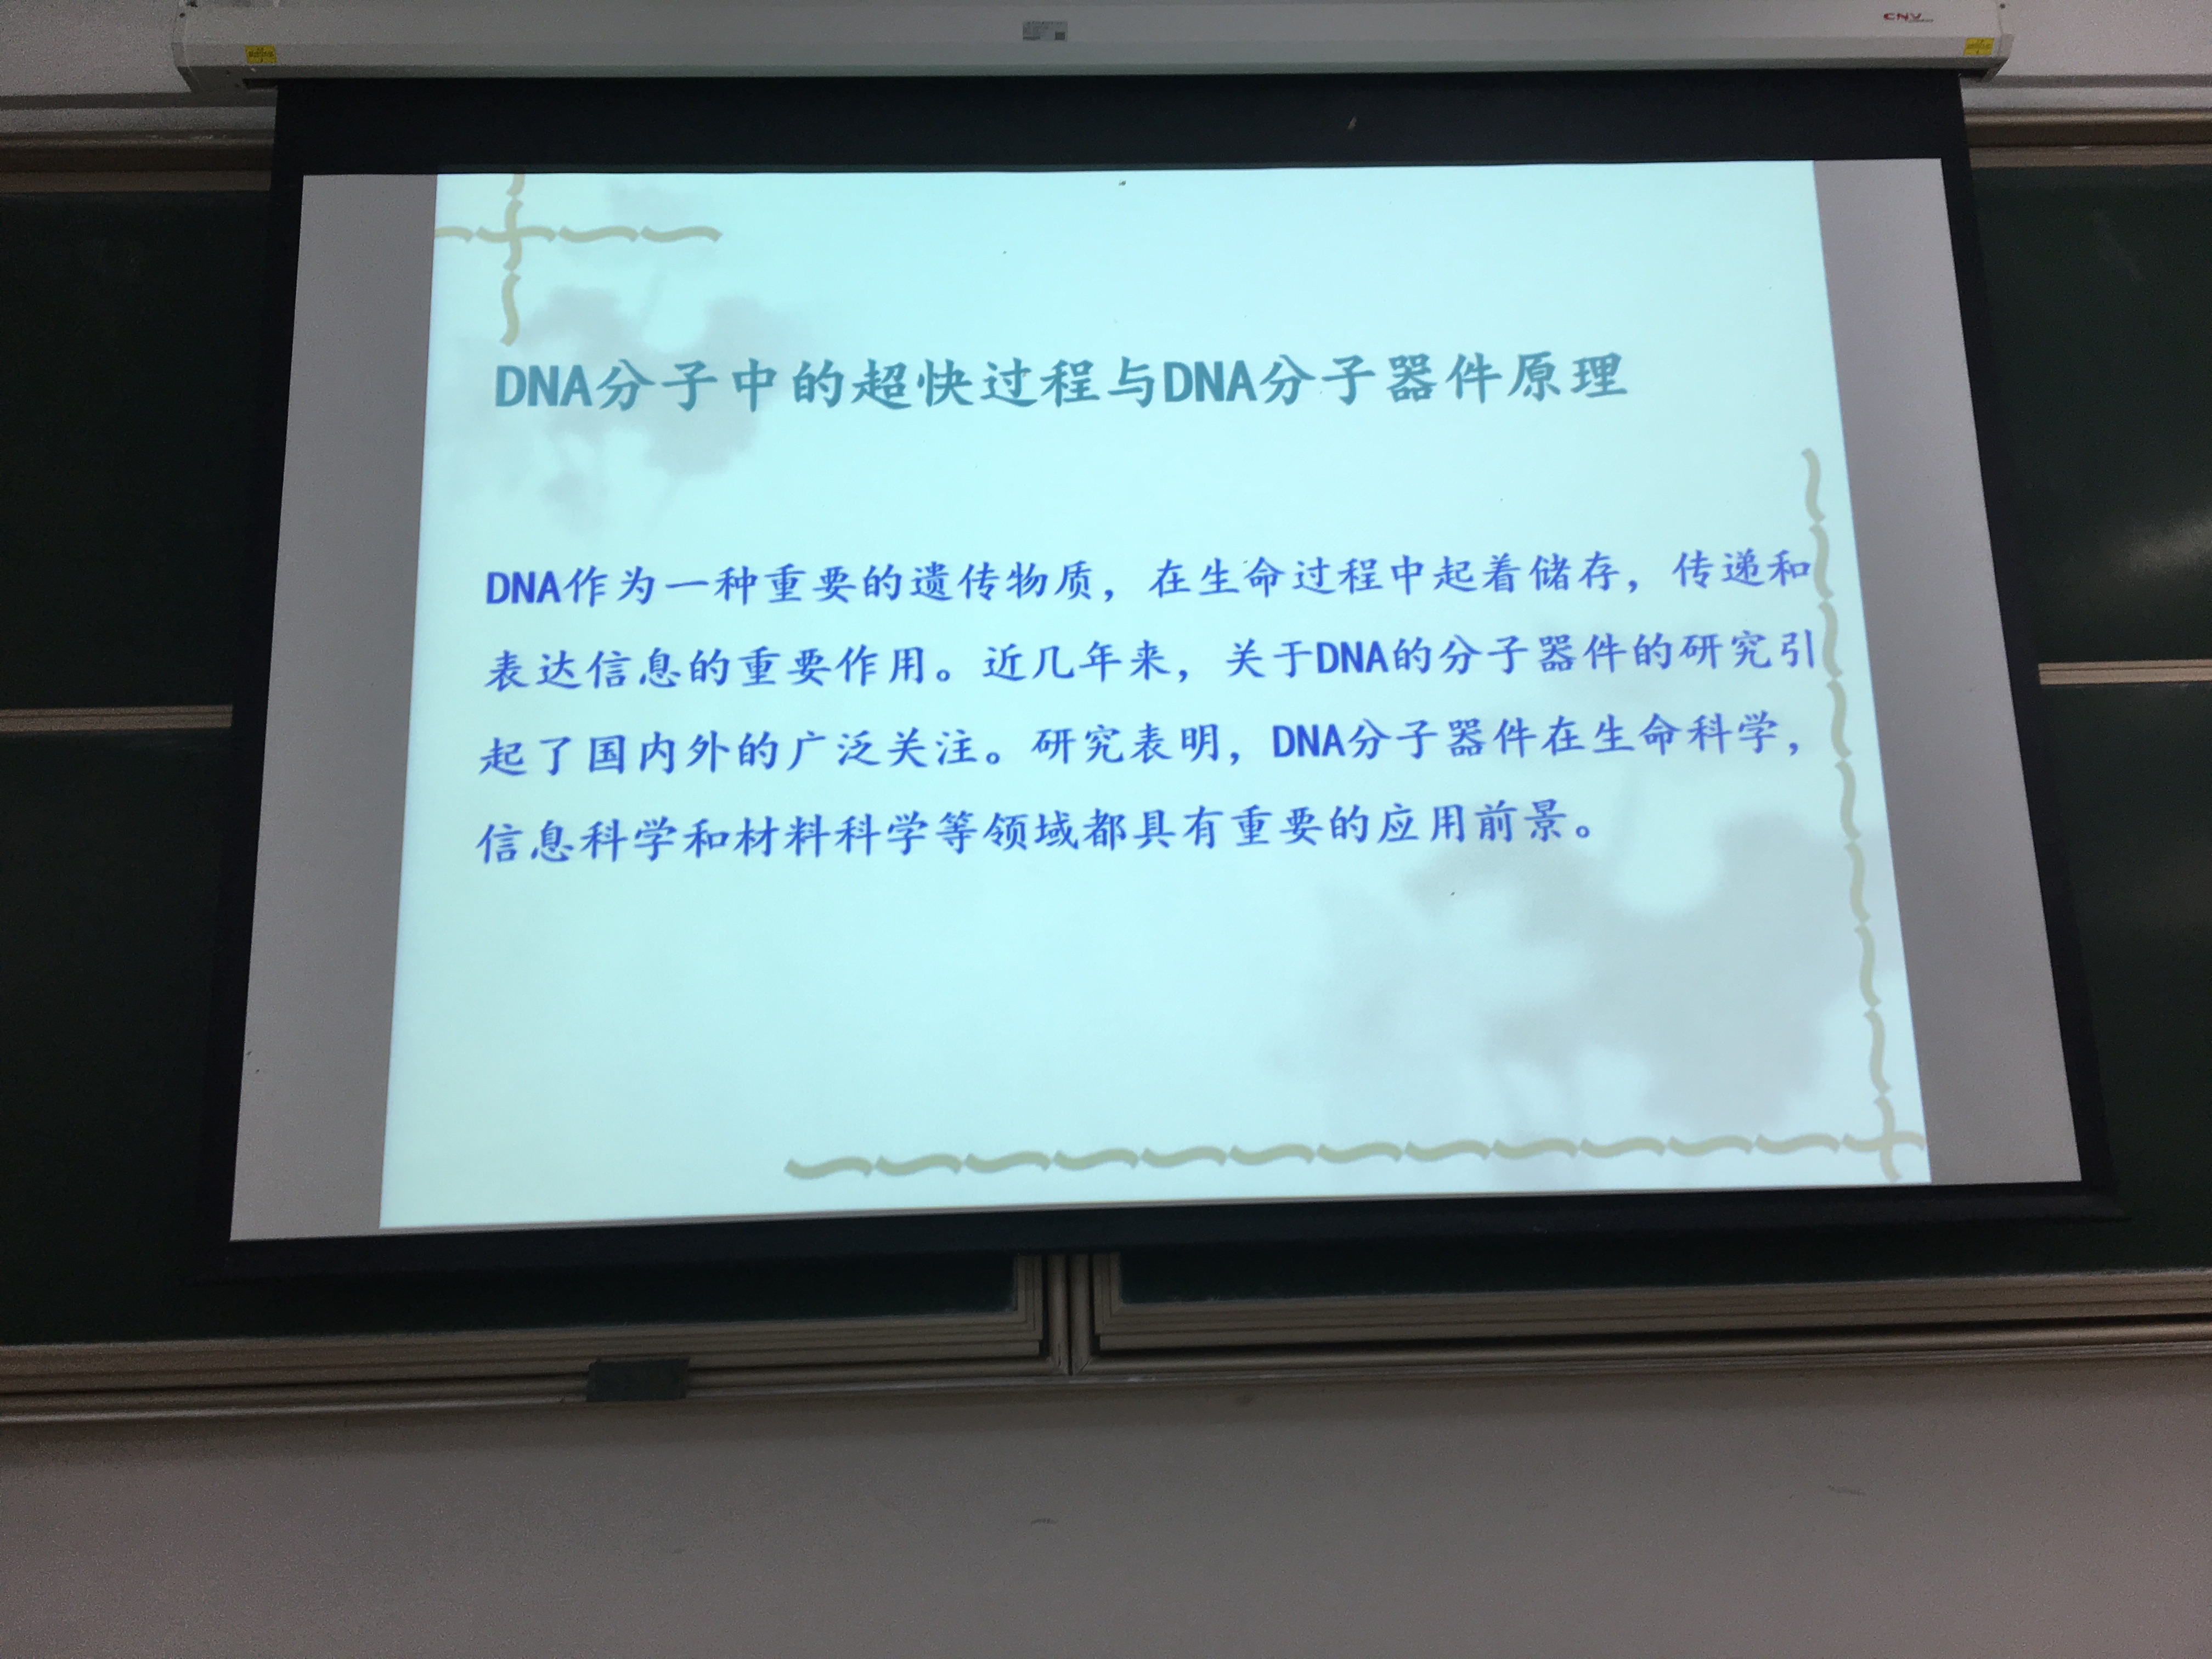 CNV
DNA分子中的超快过程与DNA分子器件原理
DNA作为一种重要的遗传物质，在生命过程中起着储存，传递和
表达信息的重要作用。近几年来，关于DNA的分子器件的研究引
起了国内外的广泛关注。研究表明，DNA分子器件在生命科学，
信息科学和材料科学等领域都具有重要的应用前景。